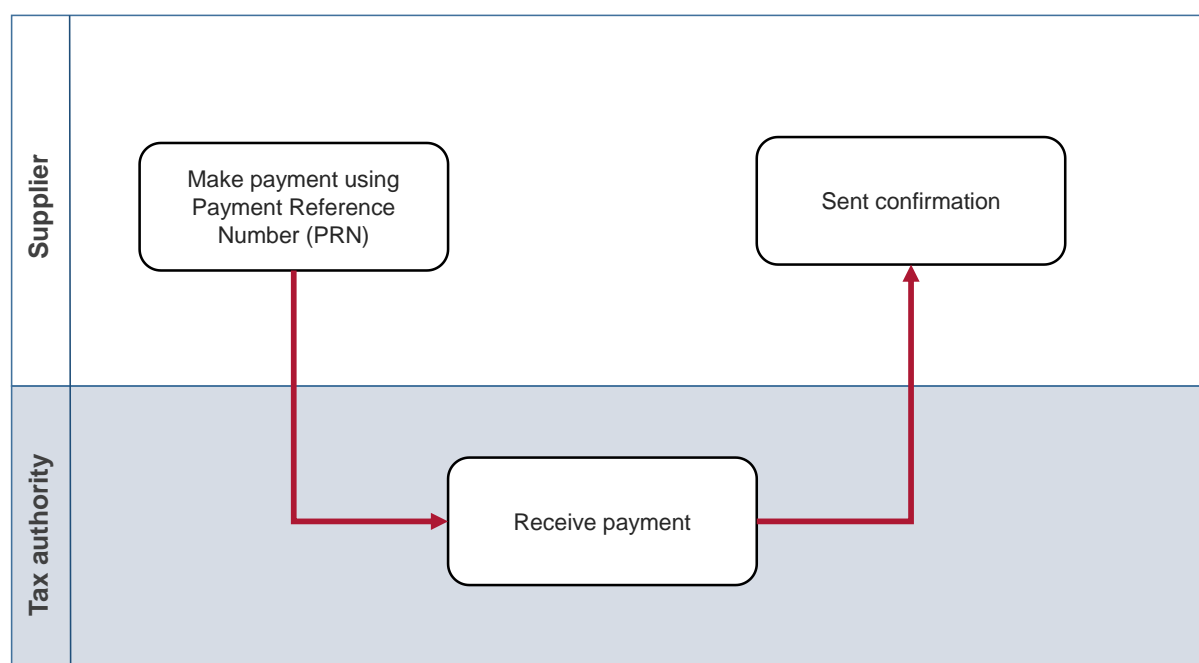 Supplier
Make payment using
Payment Reference
Number (PRN)
Sent confirmation
Tax authority
Receive payment